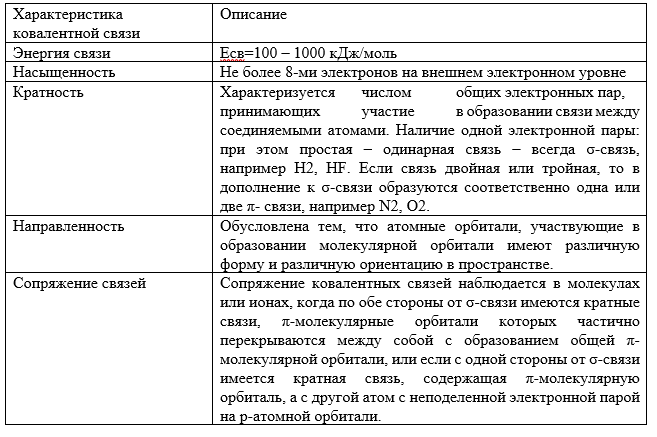 Характеристика ковалентной связи
Описание
Энергия связи
Есв=100 – 1000 кДж/моль
Насыщенность
Не более 8-ми электронов на внешнем электронном уровне
Кратность
Характеризуется числом общих электронных пар,
принимающих участие в образовании связи между
соединяемыми атомами. Наличие одной электронной пары:
при этом простая – одинарная связь – всегда σ-связь,
например H2, HF. Если связь двойная или тройная, то в
дополнение к σ-связи образуются соответственно одна или
две π- связи, например N2, O2.
Направленность
Обусловлена тем, что атомные орбитали, участвующие в
образовании молекулярной орбитали имеют различную
форму и различную ориентацию в пространстве.
Сопряжение связей
Сопряжение ковалентных связей наблюдается в молекулах
или ионах, когда по обе стороны от σ-связи имеются кратные
связи, π-молекулярные орбитали которых частично
перекрываются между собой с образованием общей π-
молекулярной орбитали, или если с одной стороны от σ-связи
имеется кратная связь, содержащая π-молекулярную
орбиталь, а с другой атом с неподеленной электронной парой
на р-атомной орбитали.